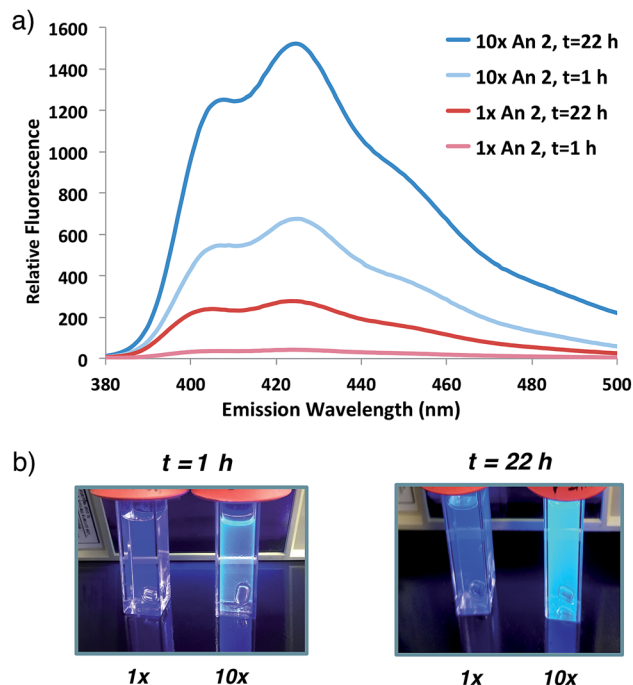 a)
1600
1400
1200
1000
800
600
400
200
0
Relative Fluorescence
10x An 2, t=22 h
10x An 2, t=1 h
1x An 2, t=22 h
1x An 2, t=1 h
380 400 420 440 460 480 500
Emission Wavelength (nm)
b)
t = 1 h t = 22 h
1x 10x 1x 10x